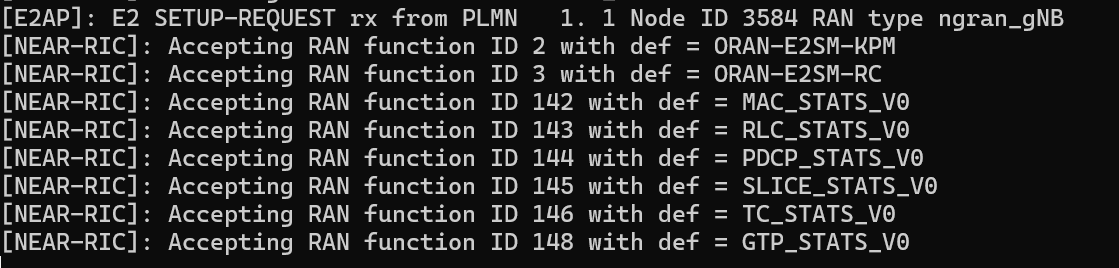 [E2AP]: E2 SETUP-REQUEST rx from PLMN   1. 1 Node ID 3584 RAN type ngran_gNB
[NEAR-RIC]: Accepting RAN function ID 2 with def = ORAN-E2SM-KPM
[NEAR-RIC]: Accepting RAN function ID 3 with def = ORAN-E2SM-RC
[NEAR-RIC]: Accepting RAN function ID 142 with def = MAC_STATS_V0
[NEAR-RIC]: Accepting RAN function ID 143 with def = RLC_STATS_V0
[NEAR-RIC]: Accepting RAN function ID 144 with def = PDCP_STATS_V0
[NEAR-RIC]: Accepting RAN function ID 145 with def = SLICE_STATS_V0
[NEAR-RIC]: Accepting RAN function ID 146 with def = TC_STATS_V0
[NEAR-RIC]: Accepting RAN function ID 148 with def = GTP_STATS_V0